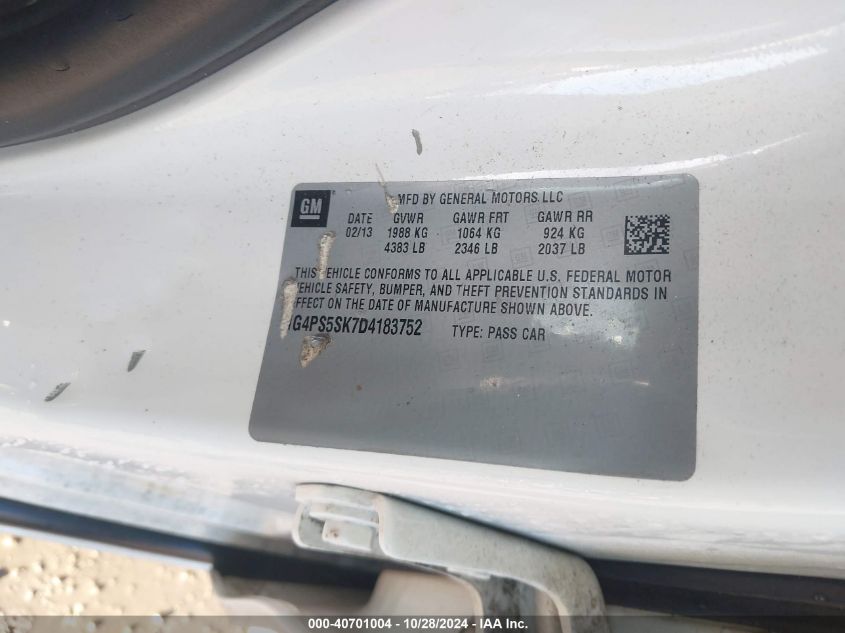 GM
MFD BY GENERAL MOTORS LLC
DATE GVWR GAWR FRT GAWR RR
02/13 1988 KG 1064 KG 924 KG
4383 LB 2346 LB 2037 LB
THIS VEHICLE CONFORMS TO ALL APPLICABLE U.S. FEDERAL MOTOR
VEHICLE SAFETY, BUMPER, AND THEFT PREVENTION STANDARDS IN
EFFECT ON THE DATE OF MANUFACTURE SHOWN ABOVE.
G4PS5SK7D4183752 TYPE: PASS CAR
000-40701004 - 10/28/2024 - IAA Inc.